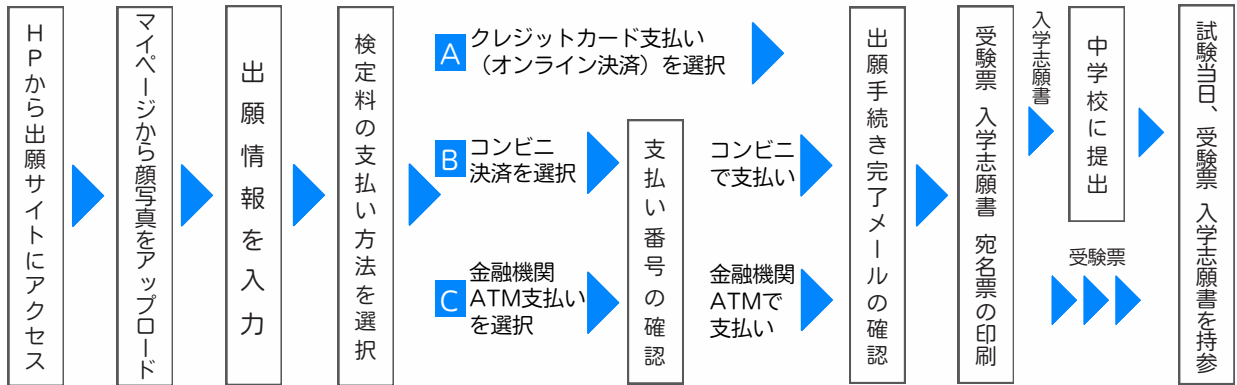 HPから出願サイトにアクセス
マイページから顔写真をアップロード
出願情報を入力
検定料の支払い方法を選択
A
クレジットカード支払い
（オンライン決済）を選択
B
コンビニ
決済を選択
C
金融機関
ATM支払い
を選択
支払い番号の確認
コンビニ
で支払い
金融機関
ATMで
支払い
出願手続き完了メールの確認
受験票 入学志願書 宛名票の印刷
入学志願書
中学校に提出
受験票
試験当日、受験票 入学志願書を持参